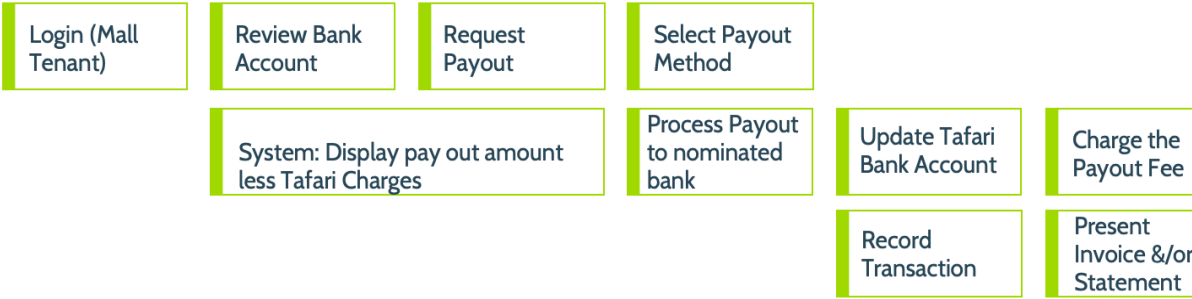 Login (Mall
Tenant)
Review Bank
Account
Request
Payout
Select Payout
Method
System: Display pay out amount
less Tafari Charges
Process Payout
to nominated
bank
Update Tafari
Bank Account
Charge the
Payout Fee
Record
Transaction
Present
Invoice &/or
Statement